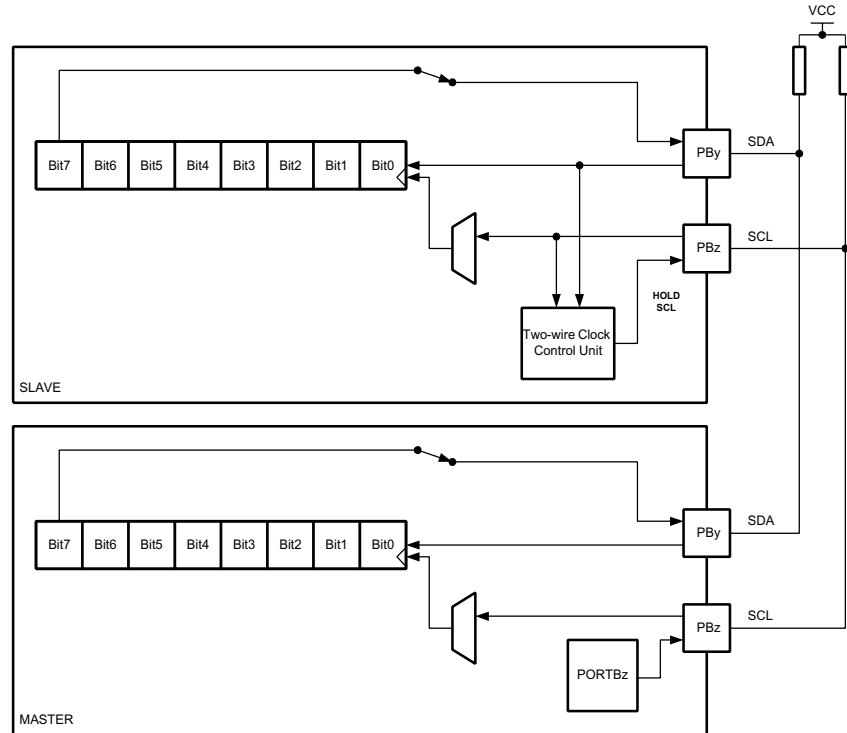 VCC
Bit7 Bit6 Bit5 Bit4 Bit3 Bit2 Bit1 Bit0
PBy
SDA
PBz
SCL
HOLD
SCL
Two-wire Clock
Control Unit
SLAVE
Bit7 Bit6 Bit5 Bit4 Bit3 Bit2 Bit1 Bit0
PBy
SDA
PBz
SCL
PORTBz
MASTER